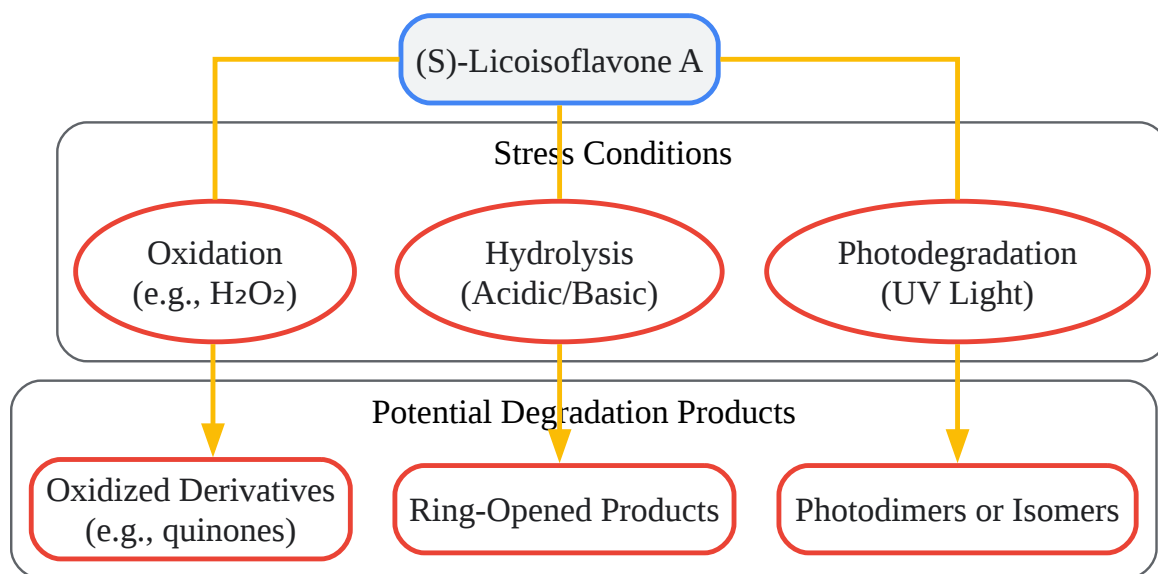 (S)-Licoisoflavone A
Stress Conditions
Oxidation
(e.g., H₂O₂)
Hydrolysis
(Acidic/Basic)
Photodegradation
(UV Light)
Potential Degradation Products
Oxidized Derivatives
(e.g., quinones)
Ring-Opened Products
Photodimers or Isomers